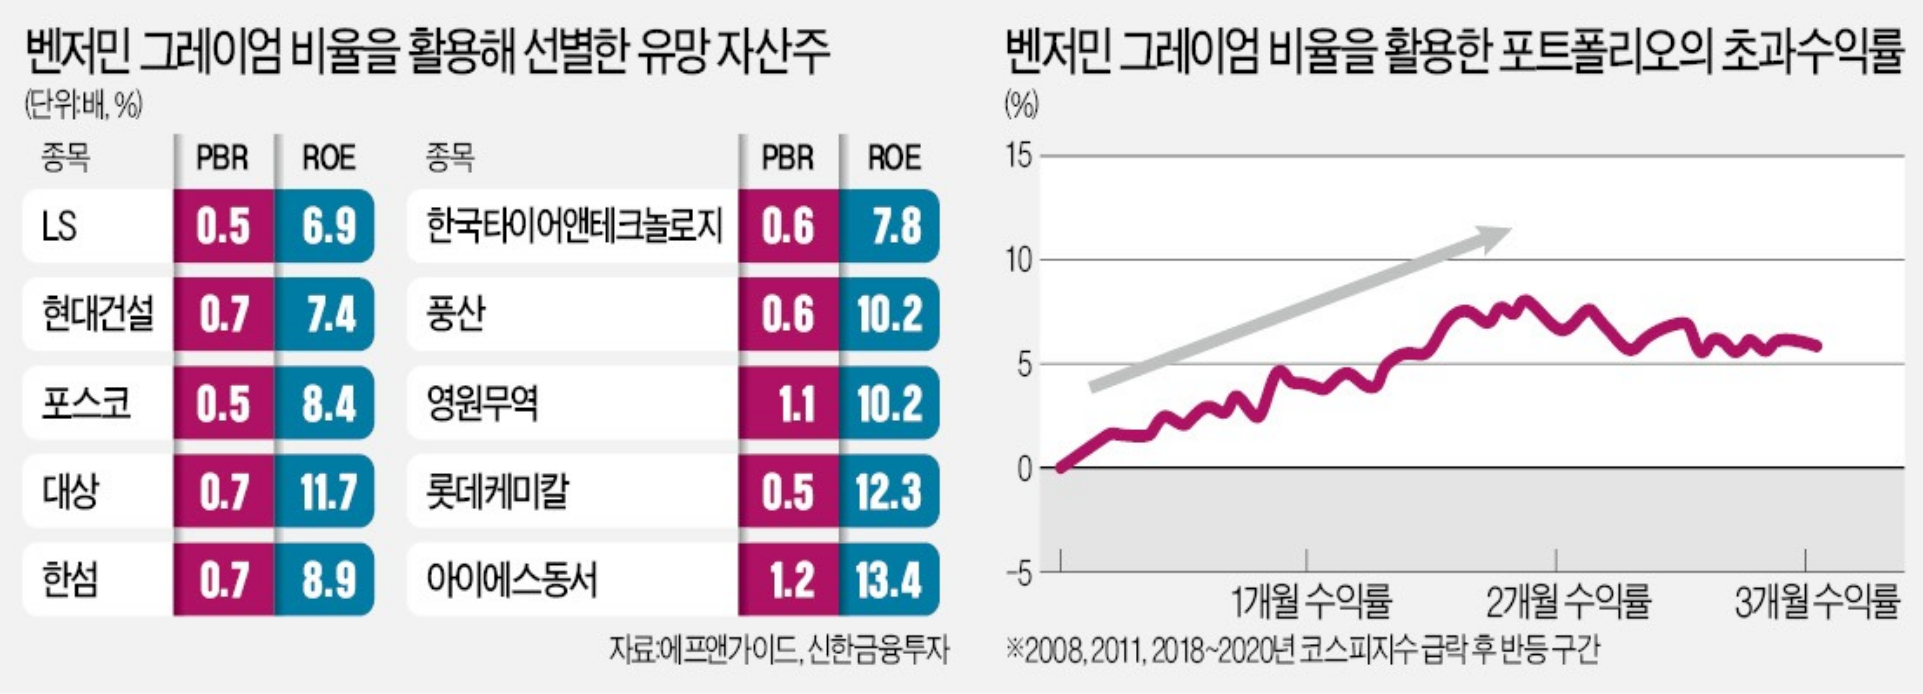 벤저민 그레이엄 비율을 활용해 선별한 유망 자산주
(단위:배, %)
종목 PBR ROE
LS 0.5 6.9
현대건설 0.7 7.4
포스코 0.5 8.4
대상 0.7 11.7
한섬 0.7 8.9
종목 PBR ROE
한국타이어앤테크놀로지 0.6 7.8
풍산 0.6 10.2
영원무역 1.1 10.2
롯데케미칼 0.5 12.3
아이에스동서 1.2 13.4
자료:에프앤가이드, 신한금융투자
벤저민 그레이엄 비율을 활용한 포트폴리오의 초과수익률
(%)
15
10
5
0
-5
1개월 수익률 2개월 수익률 3개월 수익률
※2008, 2011, 2018~2020년 코스피지수 급락 후 반등 구간